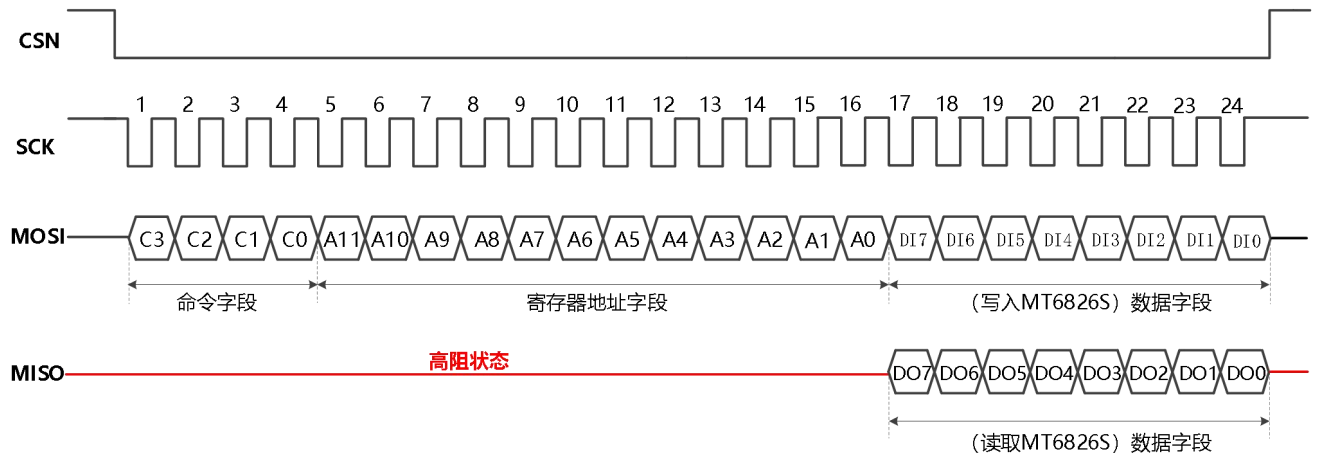 CSN
1 2 3 4 5 6 7 8 9 10 11 12 13 14 15 16 17 18 19 20 21 22 23 24
SCK
MOSI C3 C2 C1 C0 A11 A10 A9 A8 A7 A6 A5 A4 A3 A2 A1 A0 DI7 DI6 DI5 DI4 DI3 DI2 DI1 DI0
命令字段 寄存器地址字段 (写入MT6826S) 数据字段
高阻状态
MISO DO7 DO6 DO5 DO4 DO3 DO2 DO1 DO0
(读取MT6826S) 数据字段